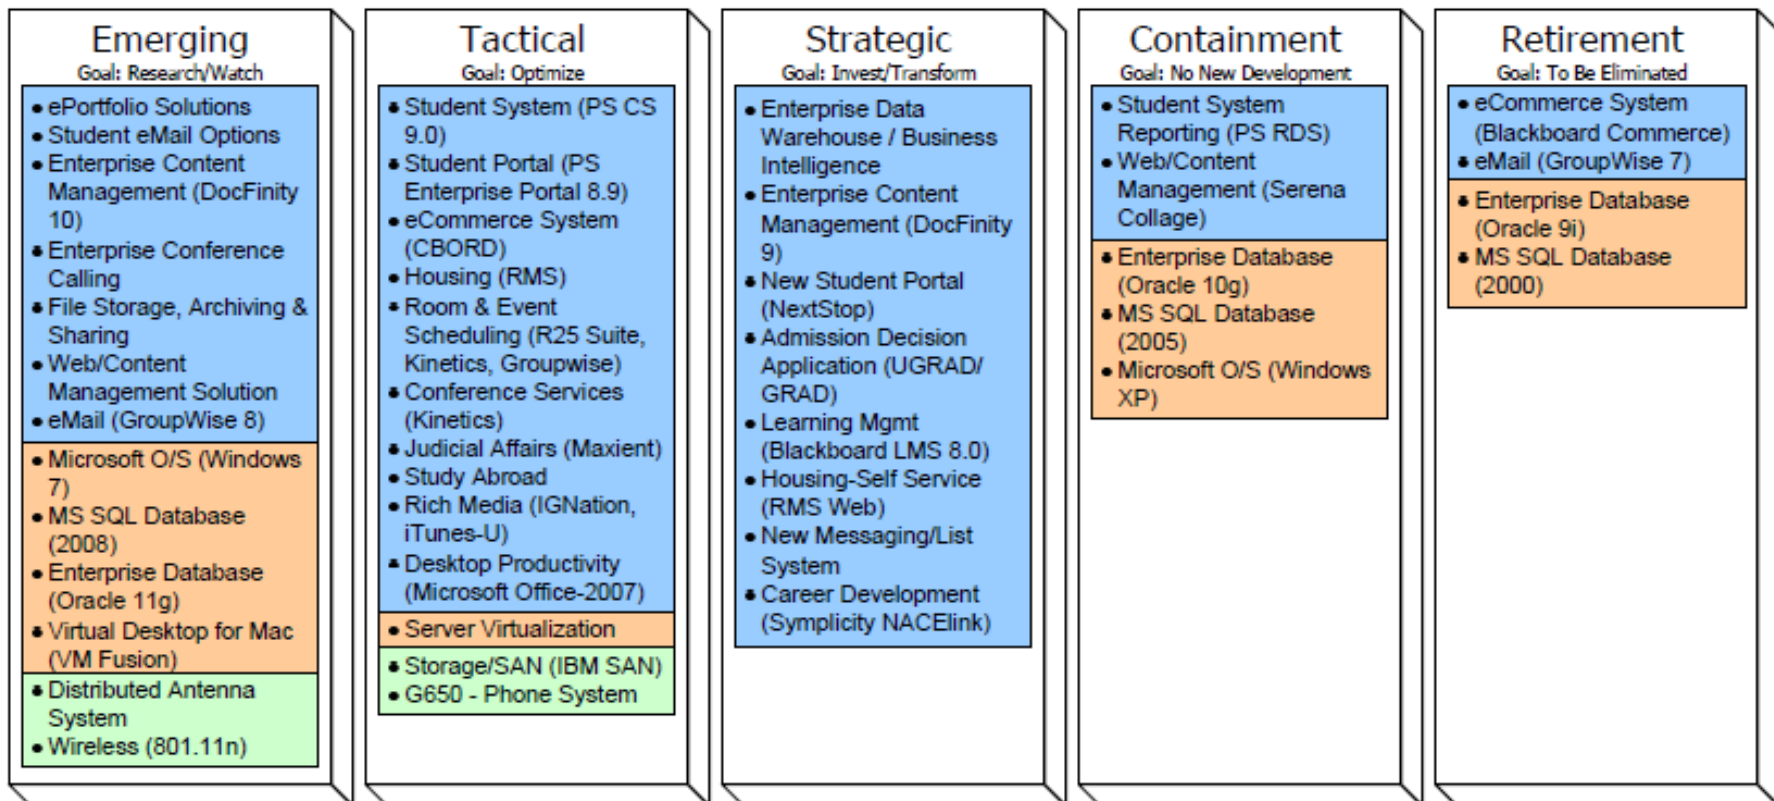 Emerging
Goal: Research/Watch
• ePortfolio Solutions
• Student eMail Options
• Enterprise Content
Management (DocFinity
10)
• Enterprise Conference
Calling
• File Storage, Archiving &
Sharing
• Web/Content
Management Solution
• eMail (GroupWise 8)
• Microsoft O/S (Windows
7)
• MS SQL Database
(2008)
• Enterprise Database
(Oracle 11g)
• Virtual Desktop for Mac
(VM Fusion)
• Distributed Antenna
System
• Wireless (801.11n)
Tactical
Goal: Optimize
• Student System (PS CS
9.0)
• Student Portal (PS
Enterprise Portal 8.9)
• eCommerce System
(CBORD)
• Housing (RMS)
• Room & Event
Scheduling (R25 Suite,
Kinetics, Groupwise)
• Conference Services
(Kinetics)
• Judicial Affairs (Maxient)
• Study Abroad
• Rich Media (IGNation,
iTunes-U)
• Desktop Productivity
(Microsoft Office-2007)
• Server Virtualization
• Storage/SAN (IBM SAN)
• G650 - Phone System
Strategic
Goal: Invest/Transform
• Enterprise Data
Warehouse / Business
Intelligence
• Enterprise Content
Management (DocFinity
9)
• New Student Portal
(NextStop)
• Admission Decision
Application (UGRAD/
GRAD)
• Learning Mgmt
(Blackboard LMS 8.0)
• Housing-Self Service
(RMS Web)
• New Messaging/List
System
• Career Development
(Symplicity NACElink)
Containment
Goal: No New Development
• Student System
Reporting (PS RDS)
• Web/Content
Management (Serena
Collage)
• Enterprise Database
(Oracle 10g)
• MS SQL Database
(2005)
• Microsoft O/S (Windows
XP)
Retirement
Goal: To Be Eliminated
• eCommerce System
(Blackboard Commerce)
• eMail (GroupWise 7)
• Enterprise Database
(Oracle 9i)
• MS SQL Database
(2000)